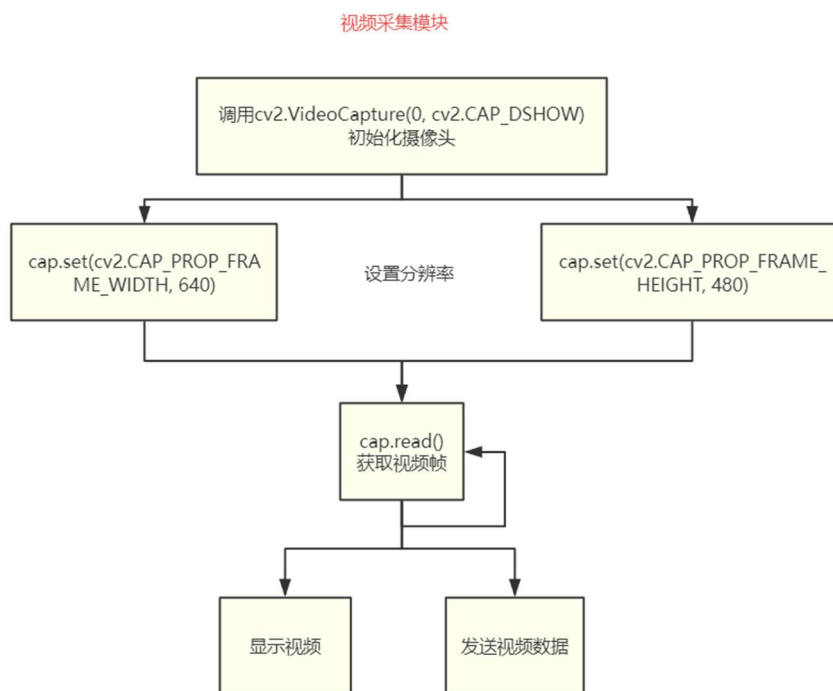 视频采集模块
调用cv2.VideoCapture(0, cv2.CAP_DSHOW)
初始化摄像头
cap.set(cv2.CAP_PROP_FRA
ME_WIDTH, 640)
设置分辨率
cap.set(cv2.CAP_PROP_FRAME_
HEIGHT, 480)
cap.read()
获取视频帧
显示视频
发送视频数据